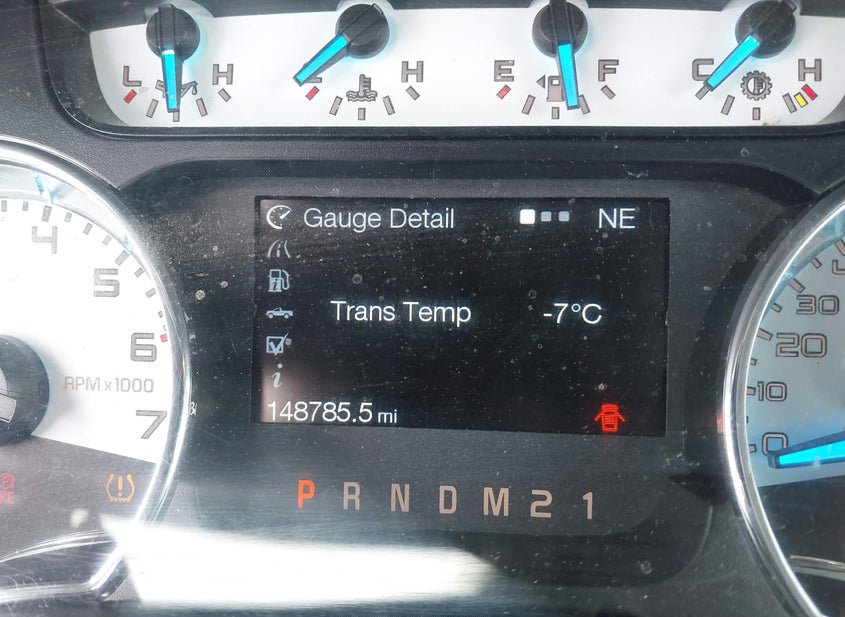 L H H E F C H
Gauge Detail NE
Trans Temp -7°C
148785.5 mi
P R N D M 2 1
4
5
6
RPM x 1000
7
30
20
10
0